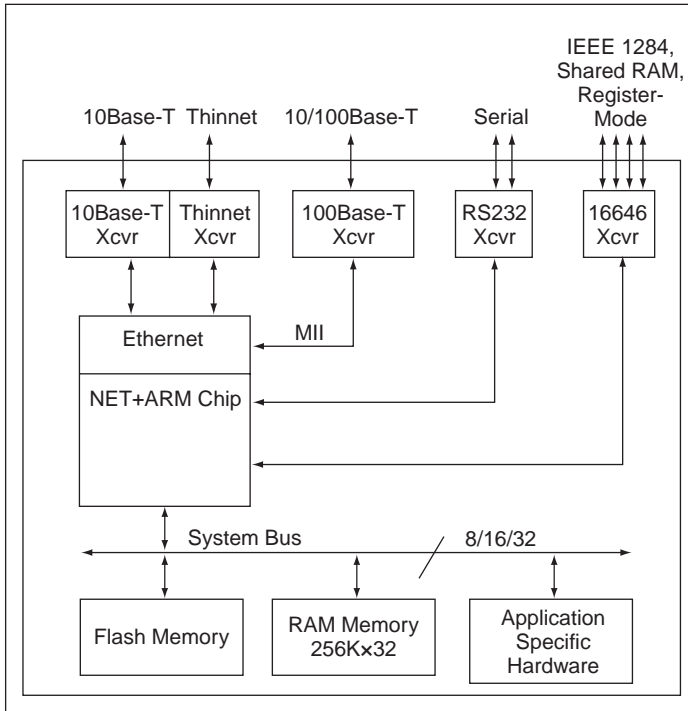 IEEE 1284,
Shared RAM,
Register-
Mode
10Base-T Thinnet
10/100Base-T
Serial
10Base-T
Xcvr
Thinnet
Xcvr
100Base-T
Xcvr
RS232
Xcvr
16646
Xcvr
Ethernet
MII
NET+ARM Chip
System Bus
8/16/32
Flash Memory
RAM Memory
256K×32
Application
Specific
Hardware